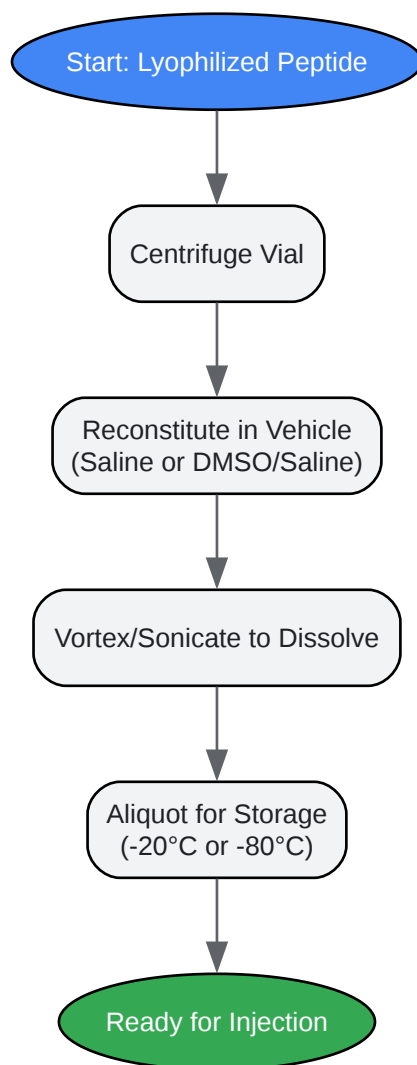 Start: Lyophilized Peptide
Centrifuge Vial
Reconstitute in Vehicle
(Saline or DMSO/Saline)
Vortex/Sonicate to Dissolve
Aliquot for Storage
(-20°C or -80°C)
Ready for Injection